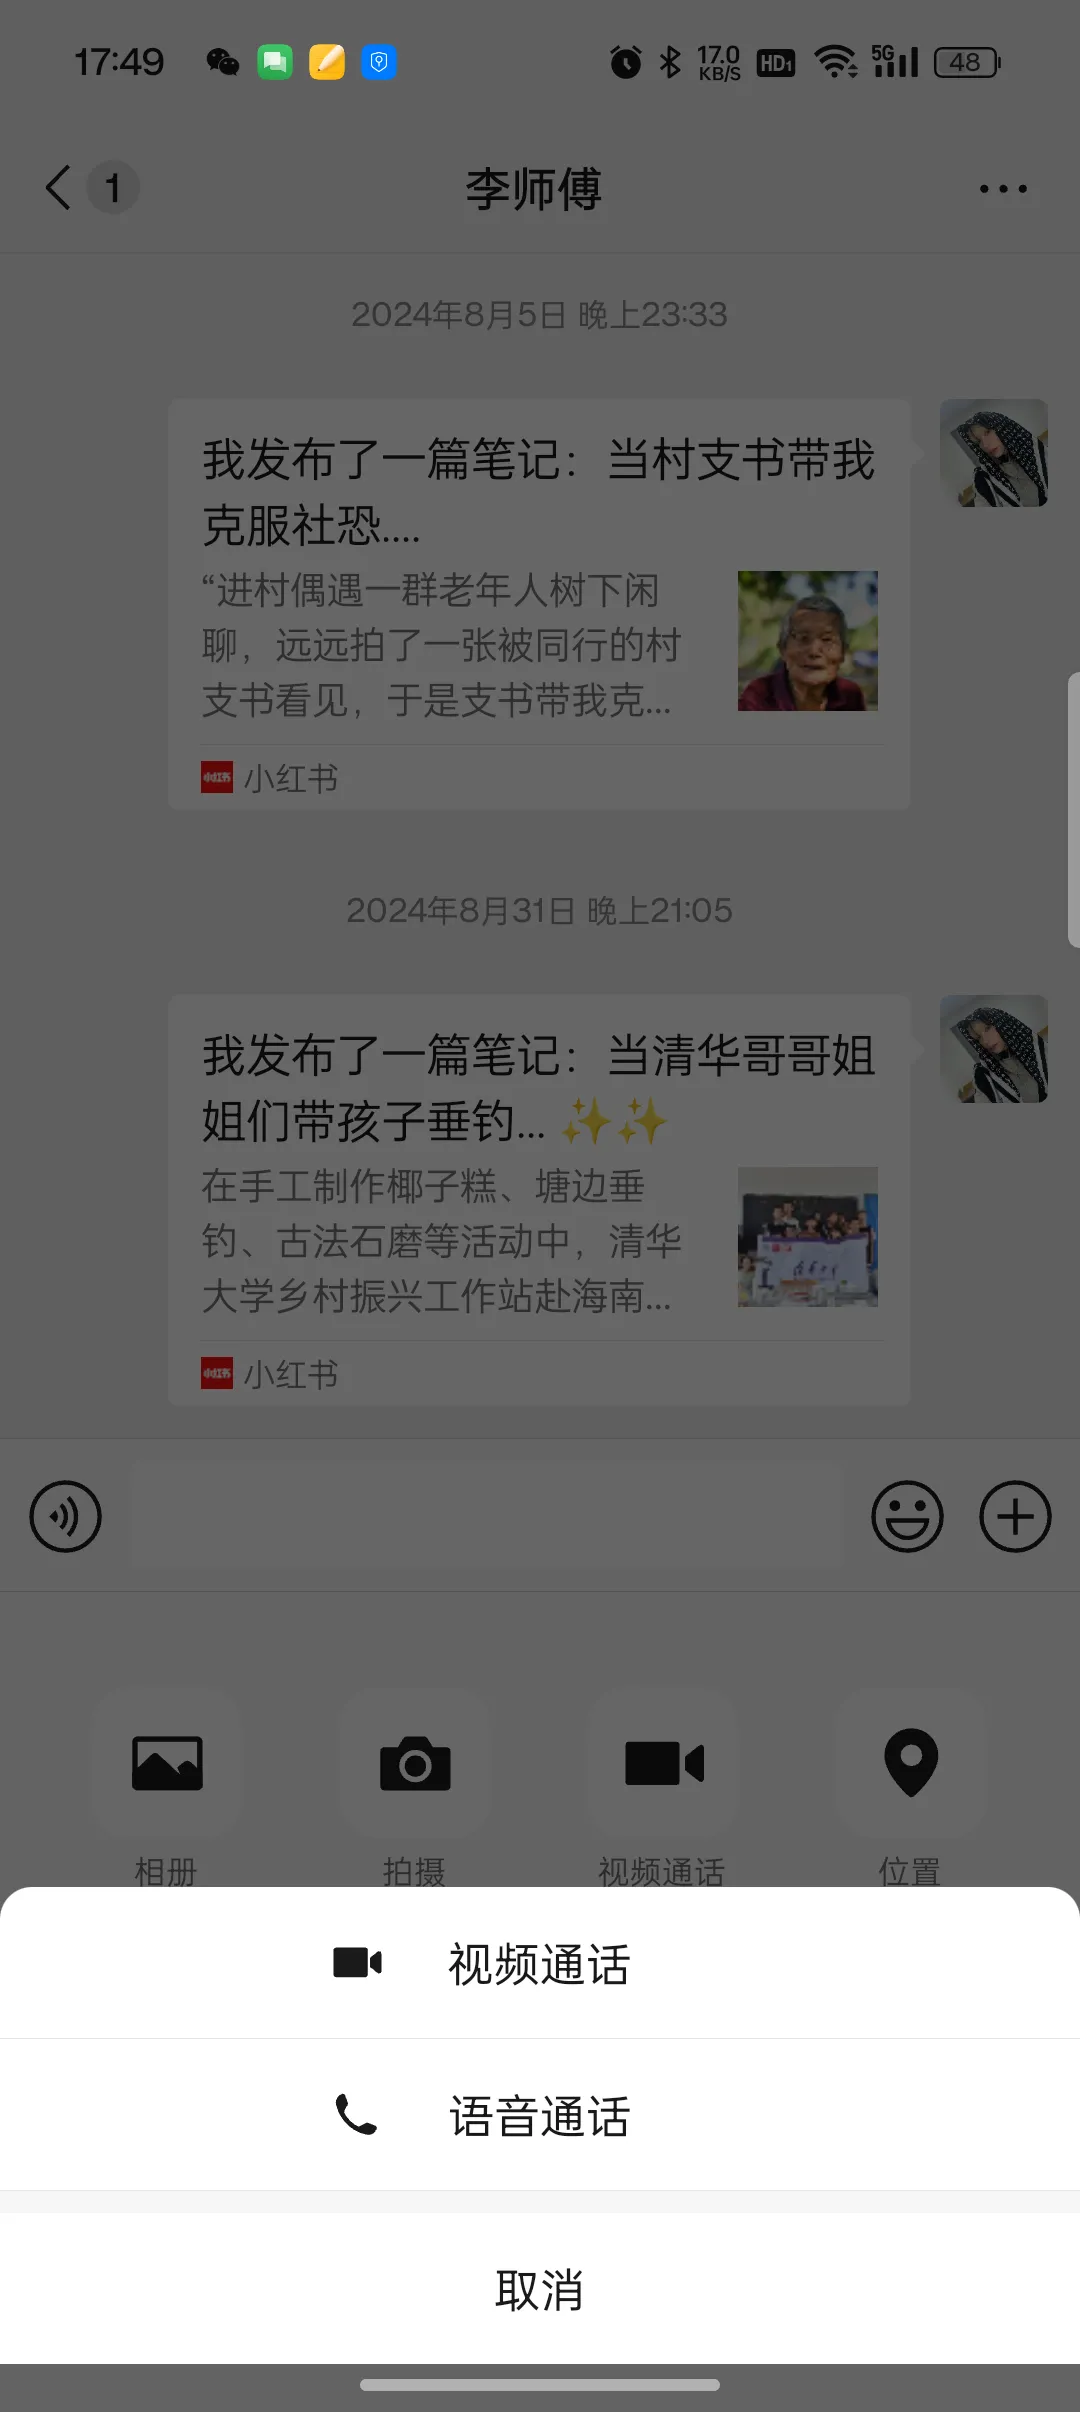 17:49
17.0
KB/S
HD1
5G
48
1
李师傅
2024年8月5日 晚上23:33
我发布了一篇笔记：当村支书带我
克服社恐....
“进村偶遇一群老年人树下闲
聊，远远拍了一张被同行的村
支书看见，于是支书带我克...
小红书
小红书
2024年8月31日 晚上21:05
我发布了一篇笔记：当清华哥哥姐
姐们带孩子垂钓... ✨✨
在手工制作椰子糕、塘边垂
钓、古法石磨等活动中，清华
大学乡村振兴工作站赴海南...
小红书
小红书
相册
拍摄
视频通话
位置
视频通话
语音通话
取消